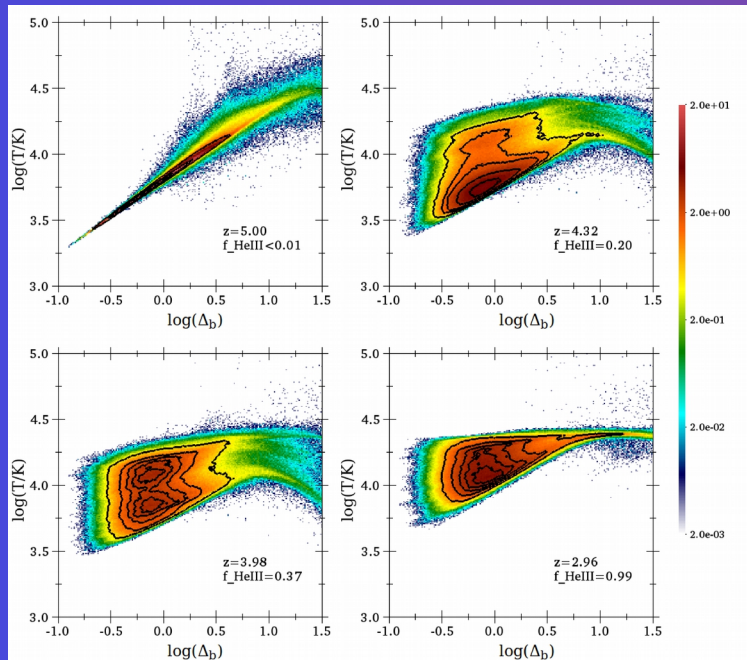 5.0
4.5
4.0
3.5
3.0
log(T/K)
z=5.00
f_HeIII<0.01
-1.0 -0.5 0.0 0.5 1.0 1.5
log(Δb)
5.0
4.5
4.0
3.5
3.0
log(T/K)
z=4.32
f_HeIII=0.20
-1.0 -0.5 0.0 0.5 1.0 1.5
log(Δb)
5.0
4.5
4.0
3.5
3.0
log(T/K)
z=3.98
f_HeIII=0.37
-1.0 -0.5 0.0 0.5 1.0 1.5
log(Δb)
5.0
4.5
4.0
3.5
3.0
log(T/K)
z=2.96
f_HeIII=0.99
-1.0 -0.5 0.0 0.5 1.0 1.5
log(Δb)
2.0e+01
2.0e+00
2.0e-01
2.0e-02
2.0e-03